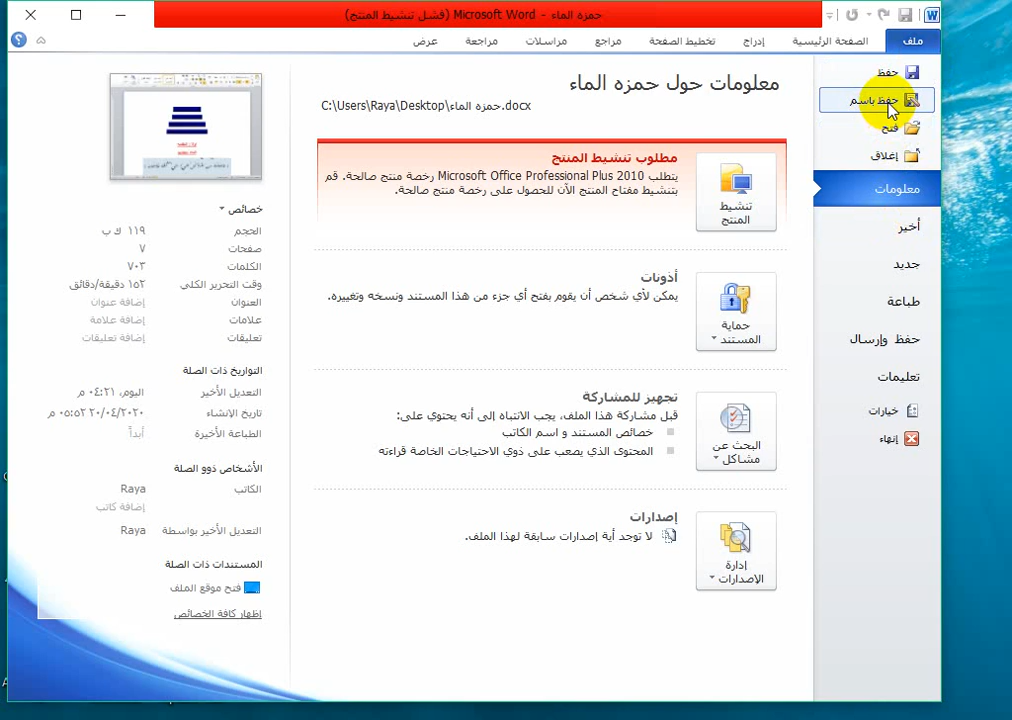 حمزه الماء - Microsoft Word (فشل تنشيط المنتج)
ملف
الصفحة الرئيسية
إدراج
تخطيط الصفحة
مراجع
مراسلات
مراجعة
عرض
حفظ
حفظ باسم
فتح
إغلاق
معلومات
أخير
جديد
طباعة
حفظ وإرسال
تعليمات
خيارات
إنهاء
معلومات حول حمزه الماء
C:\Users\Raya\Desktop\حمزه الماء.docx
تنشيط
المنتج
مطلوب تنشيط المنتج
يتطلب Microsoft Office Professional Plus 2010 رخصة منتج صالحة. قم
بتنشيط مفتاح المنتج الآن للحصول على رخصة منتج صالحة.
حماية
المستند
أذونات
يمكن لأي شخص أن يقوم بفتح أي جزء من هذا المستند ونسخه وتغييره.
البحث عن
مشاكل
تجهيز للمشاركة
قبل مشاركة هذا الملف، يجب الانتباه إلى أنه يحتوي على:
خصائص المستند و اسم الكاتب
المحتوى الذي يصعب على ذوي الاحتياجات الخاصة قراءته
إدارة
الإصدارات
إصدارات
لا توجد أية إصدارات سابقة لهذا الملف.
خصائص
الحجم ١١٩ ك ب
صفحات ٧
الكلمات ٧٠٣
وقت التحرير الكلي ١٥٢ دقيقة/دقائق
العنوان إضافة عنوان
علامات إضافة علامة
تعليقات إضافة تعليقات
التواريخ ذات الصلة
التعديل الأخير اليوم، ٠٤:٢١ م
تاريخ الإنشاء ٢٠/٠٤/٢٠٢٠ ٠٥:٥٢ م
الطباعة الأخيرة أبداً
الأشخاص ذوو الصلة
الكاتب Raya
إضافة كاتب
التعديل الأخير بواسطة Raya
المستندات ذات الصلة
فتح موقع الملف
إظهار كافة الخصائص